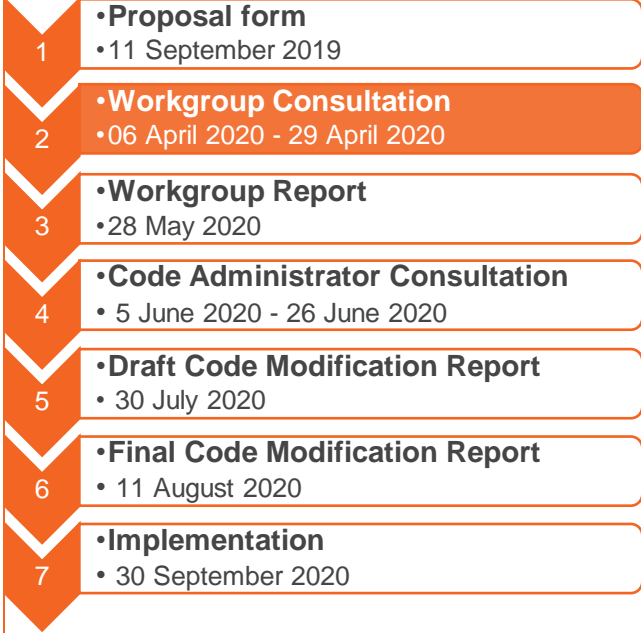 1
•Proposal form
•11 September 2019
2
•Workgroup Consultation
•06 April 2020 - 29 April 2020
3
•Workgroup Report
•28 May 2020
4
•Code Administrator Consultation
• 5 June 2020 - 26 June 2020
5
•Draft Code Modification Report
• 30 July 2020
6
•Final Code Modification Report
• 11 August 2020
7
•Implementation
• 30 September 2020